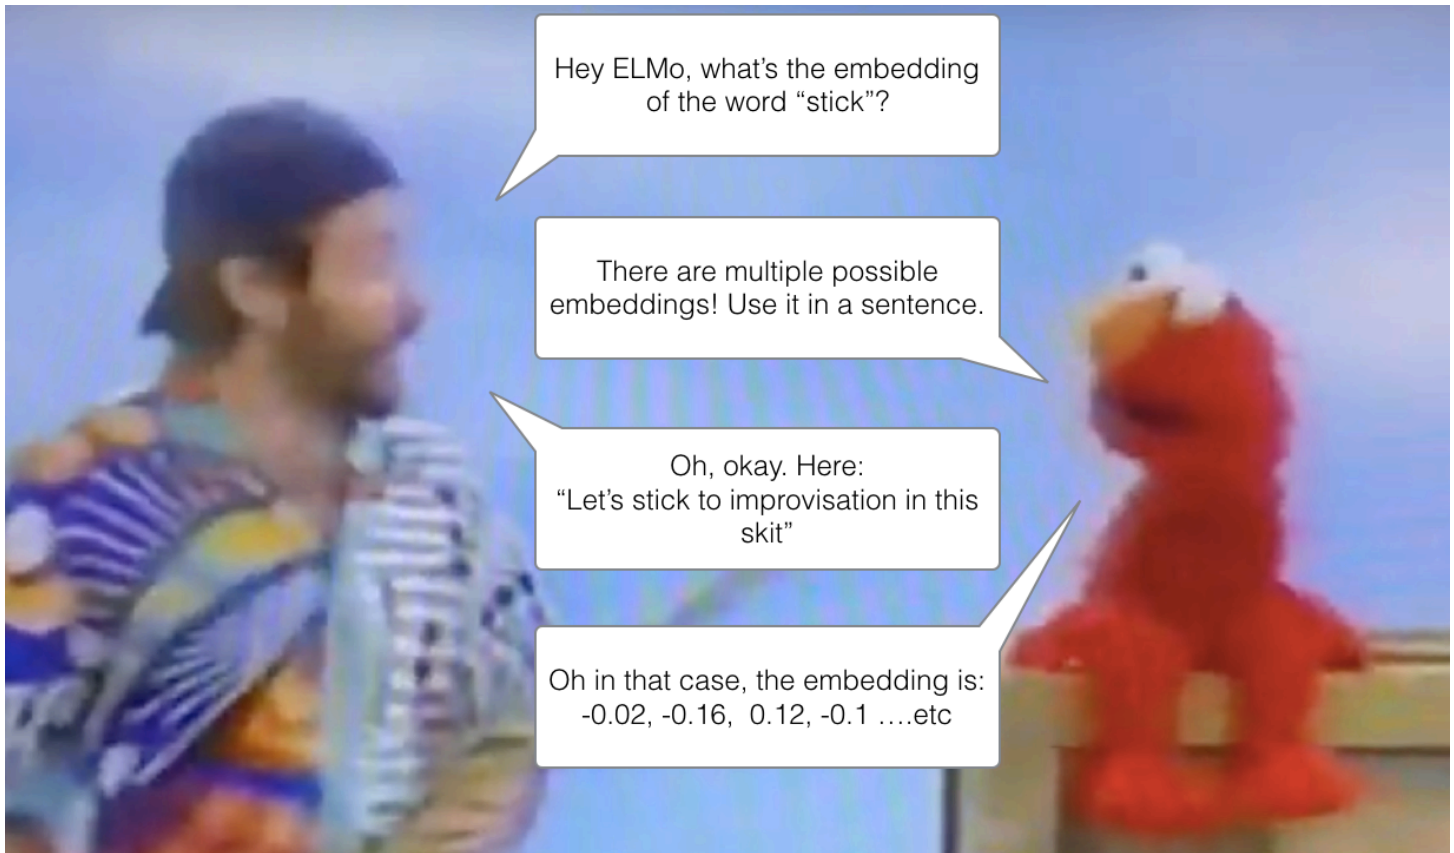 Hey ELMo, what’s the embedding
of the word “stick”?
There are multiple possible
embeddings! Use it in a sentence.
Oh, okay. Here:
“Let’s stick to improvisation in this
skit”
Oh in that case, the embedding is:
-0.02, -0.16,  0.12, -0.1 ....etc